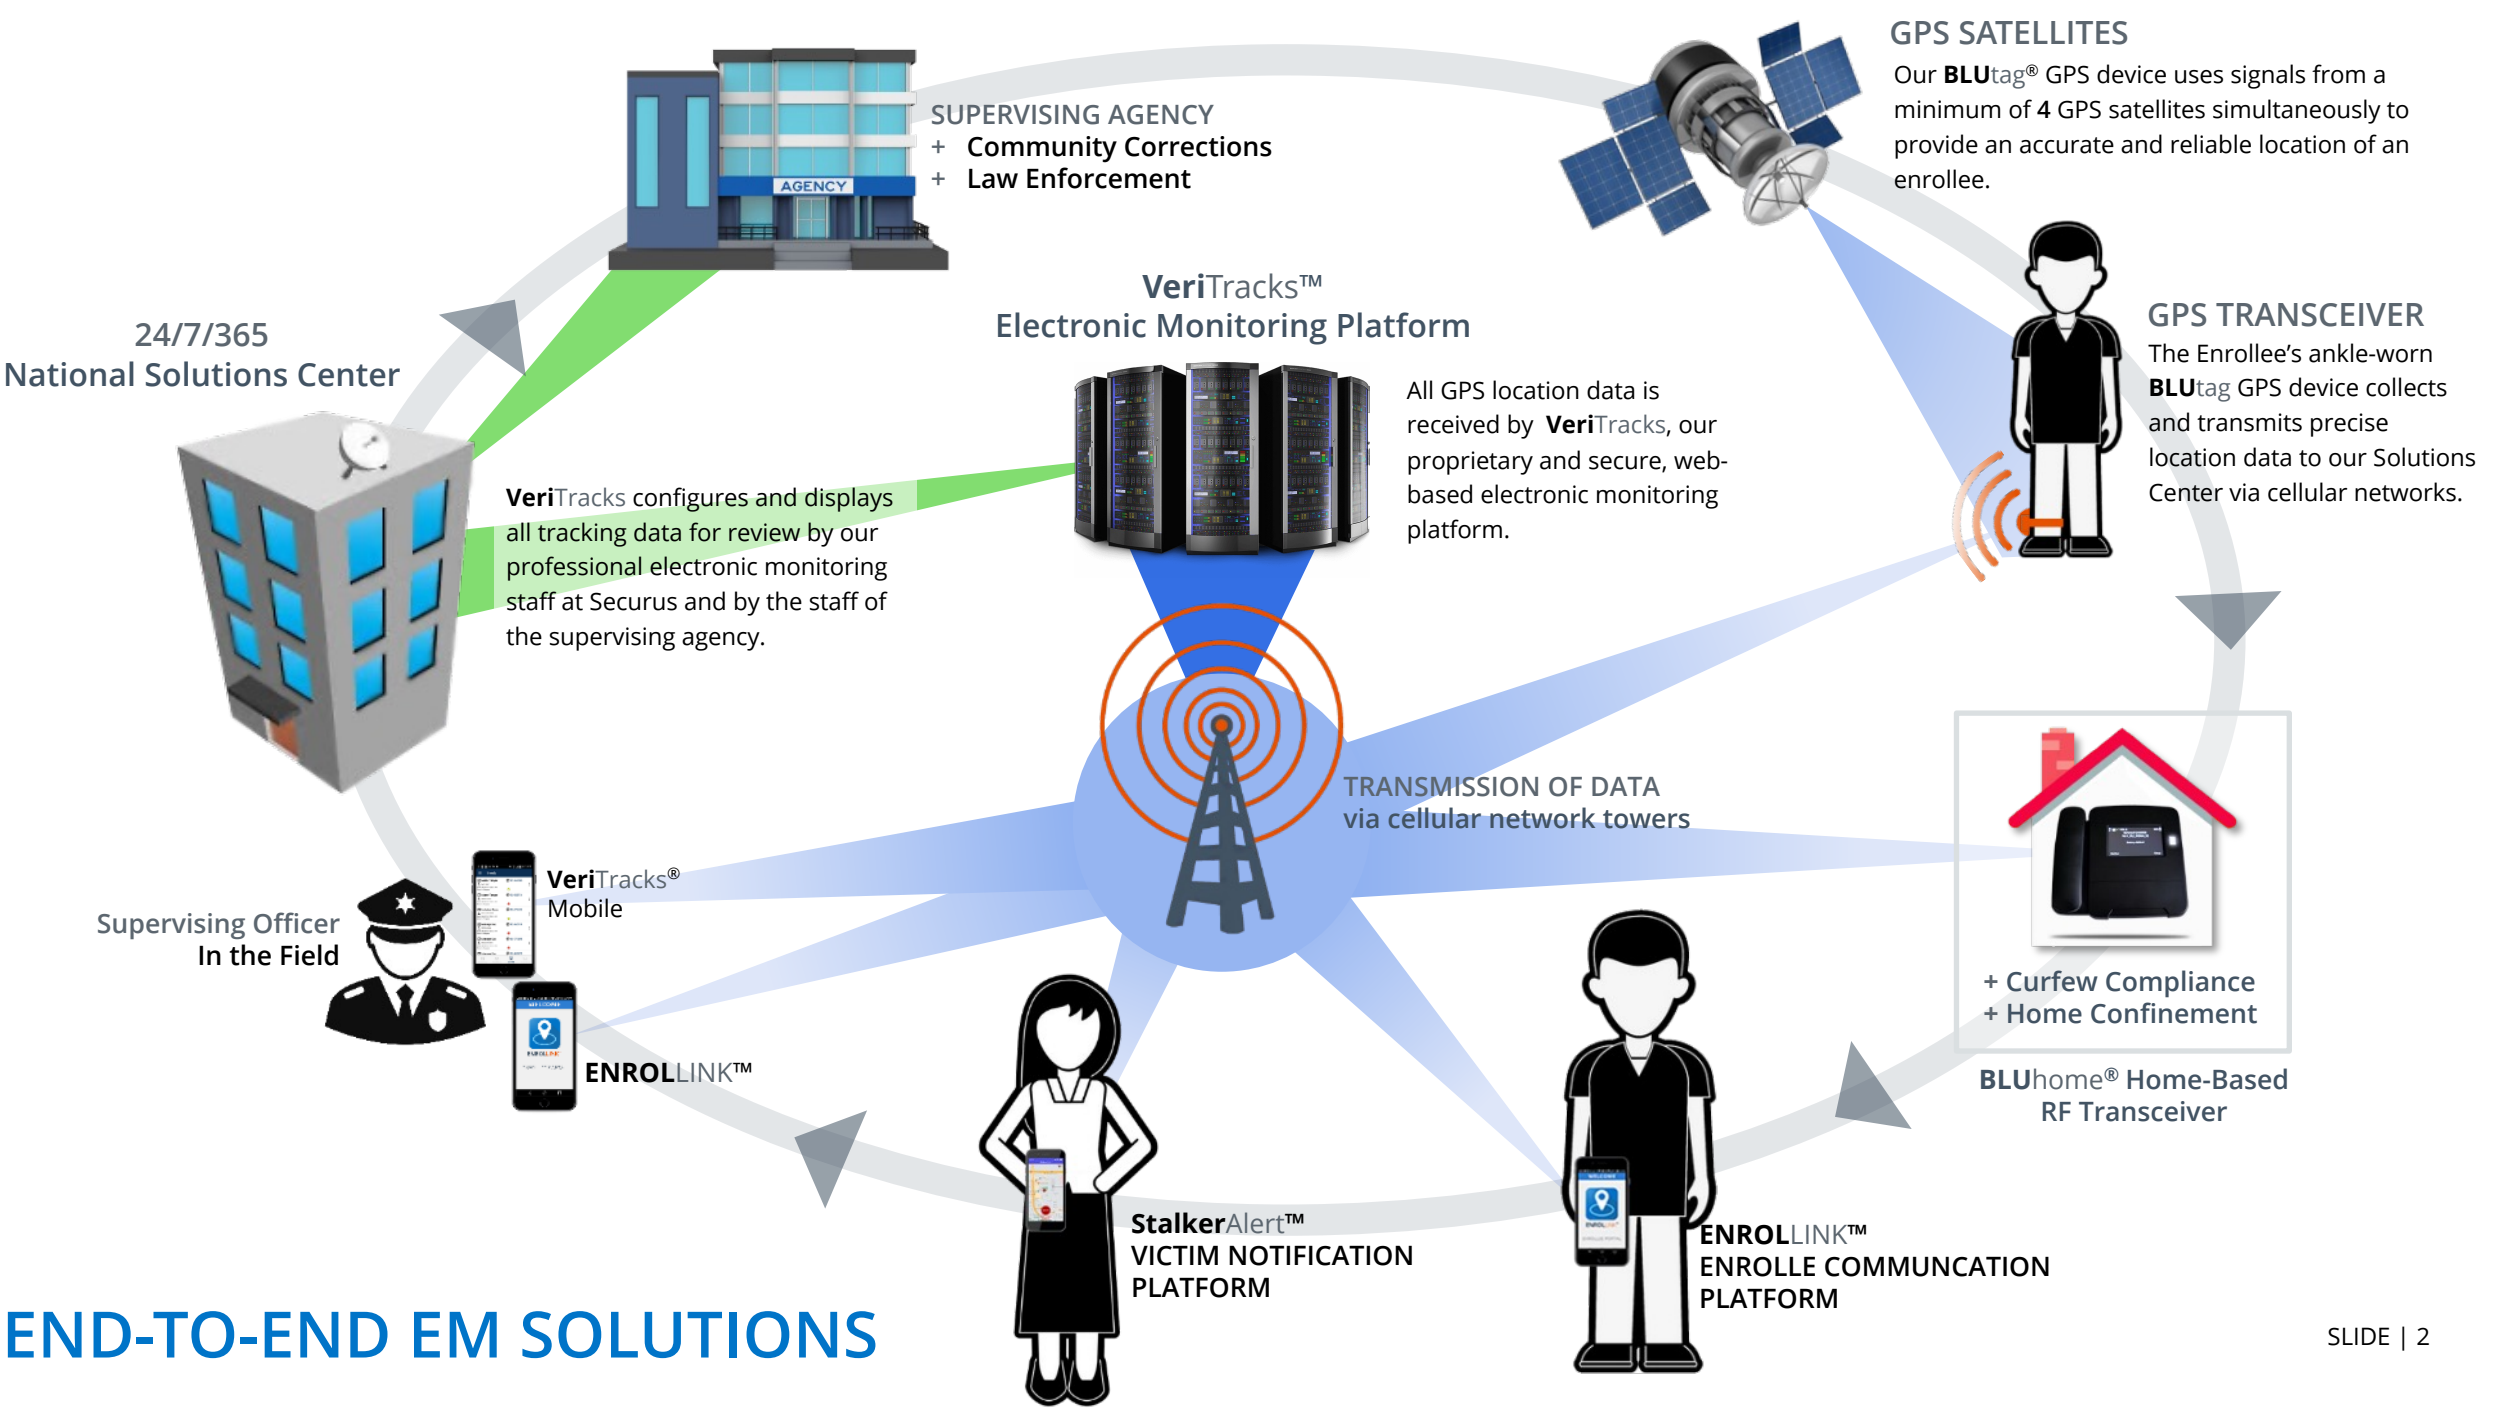 GPS SATELLITES
Our BLUtag® GPS device uses signals from a
minimum of 4 GPS satellites simultaneously to
provide an accurate and reliable location of an
enrollee.
SUPERVISING AGENCY
+ Community Corrections
+ Law Enforcement
AGENCY
VeriTracks™
Electronic Monitoring Platform
24/7/365
National Solutions Center
GPS TRANSCEIVER
The Enrollee’s ankle-worn
BLUtag GPS device collects
and transmits precise
location data to our Solutions
Center via cellular networks.
All GPS location data is
received by VeriTracks, our
proprietary and secure, web-
based electronic monitoring
platform.
VeriTracks configures and displays
all tracking data for review by our
professional electronic monitoring
staff at Securus and by the staff of
the supervising agency.
TRANSMISSION OF DATA
via cellular network towers
VeriTracks®
Mobile
Supervising Officer
In the Field
ENROLLINK™
+ Curfew Compliance
+ Home Confinement
BLUhome® Home-Based
RF Transceiver
StalkerAlert™
VICTIM NOTIFICATION
PLATFORM
WELCOME
ENROLLINK™
ENROLLE COMMUNCATION
PLATFORM
END-TO-END EM SOLUTIONS
SLIDE | 2